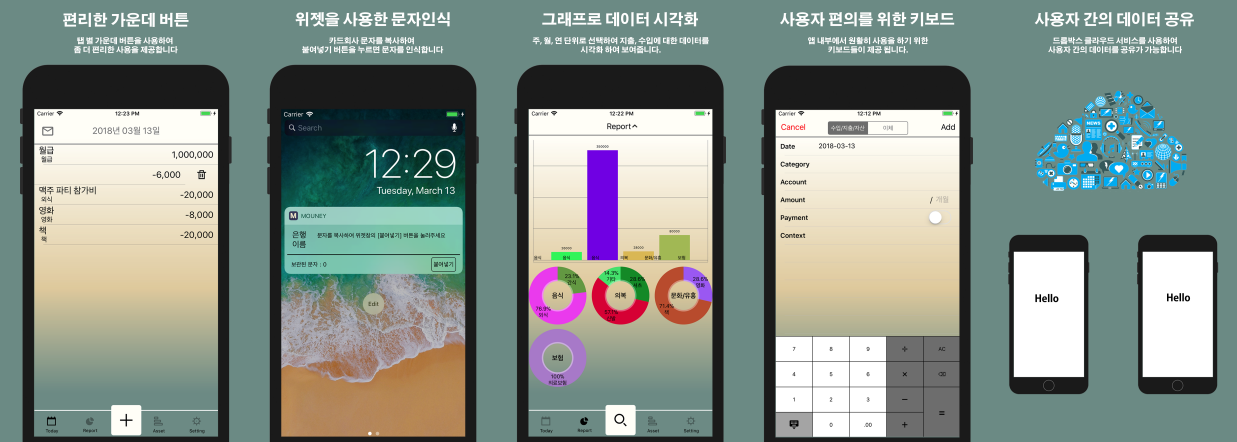 편리한 가운데 버튼
탭 별 가운데 버튼을 사용하여
좀 더 편리한 사용을 제공합니다
Carrier
12:23 PM
2018년 03월 13일
월급
월급
1,000,000
-6,000
맥주 파티 참가비
외식
-20,000
영화
영화
-8,000
책
책
-20,000
Today
Report
+
Asset
Setting
위젯을 사용한 문자인식
카드회사 문자를 복사하여
붙여넣기 버튼을 누르면 문자를 인식합니다
Carrier
Search
12:29
Tuesday, March 13
M MOUNEY
은행
이름
문자를 복사하여 위젯창의 [붙여넣기] 버튼을 눌러주세요
보관된 문자 : 0
붙여넣기
Edit
그래프로 데이터 시각화
주, 월, 연 단위로 선택하여 지출, 수입에 대한 데이터를
시각화 하여 보여줍니다.
Carrier
12:22 PM
Report
음식
의복
문화/유흥
보험
100%
의료보험
Today
Report
Asset
Setting
사용자 편의를 위한 키보드
앱 내부에서 원활히 사용을 하기 위한
키보드들이 제공 됩니다.
Carrier
12:12 PM
Cancel
수입/지출/자산
이체
Add
Date
2018-03-13
Category
Account
Amount
/ 개월
Payment
Context
7 8 9 ÷ AC
4 5 6 ×
1 2 3 −
0 .00 + =
사용자 간의 데이터 공유
드롭박스 클라우드 서비스를 사용하여
사용자 간의 데이터를 공유가 가능합니다
NEWS
Hello
Hello